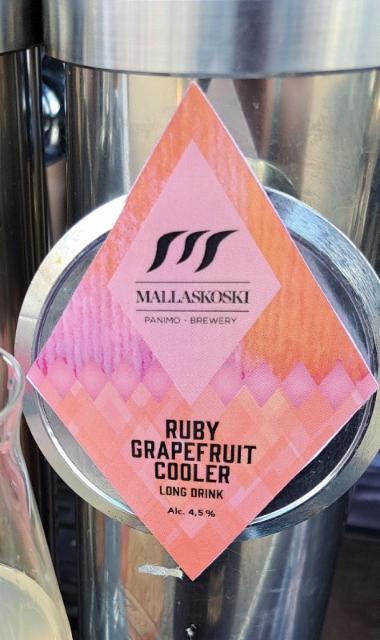 MALLASKOSKI
PANIMO - BREWERY
RUBY
GRAPEFRUIT
COOLER
LONG DRINK
Alc. 4,5 %